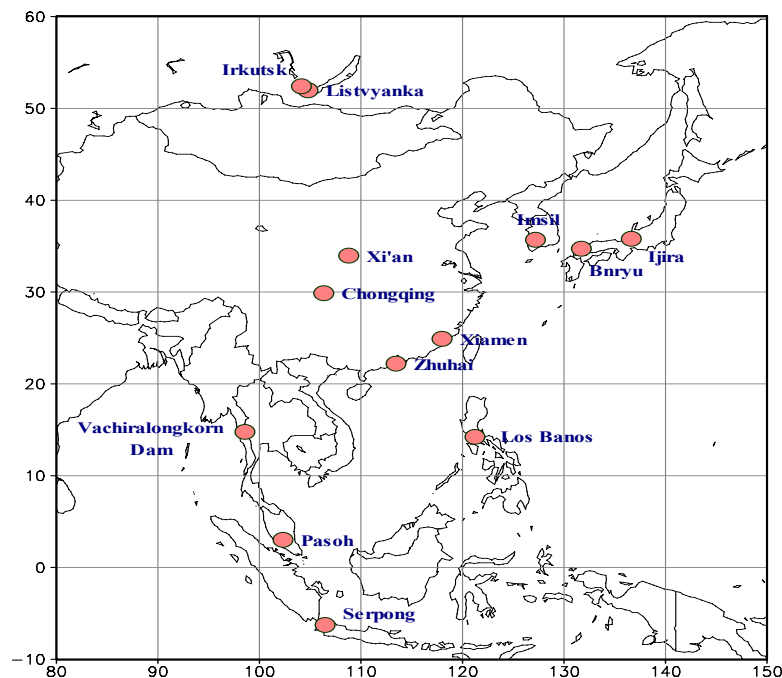 60
Irkutsk
Listvyanka
50
40
Imsil
Xi'an
Ijira
Bnryu
30
Chongqing
Xiamen
Zhuhai
20
Vachiralongkorn
Dam
Los Banos
10
Pasoh
0
Serpong
−10
80 90 100 110 120 130 140 150